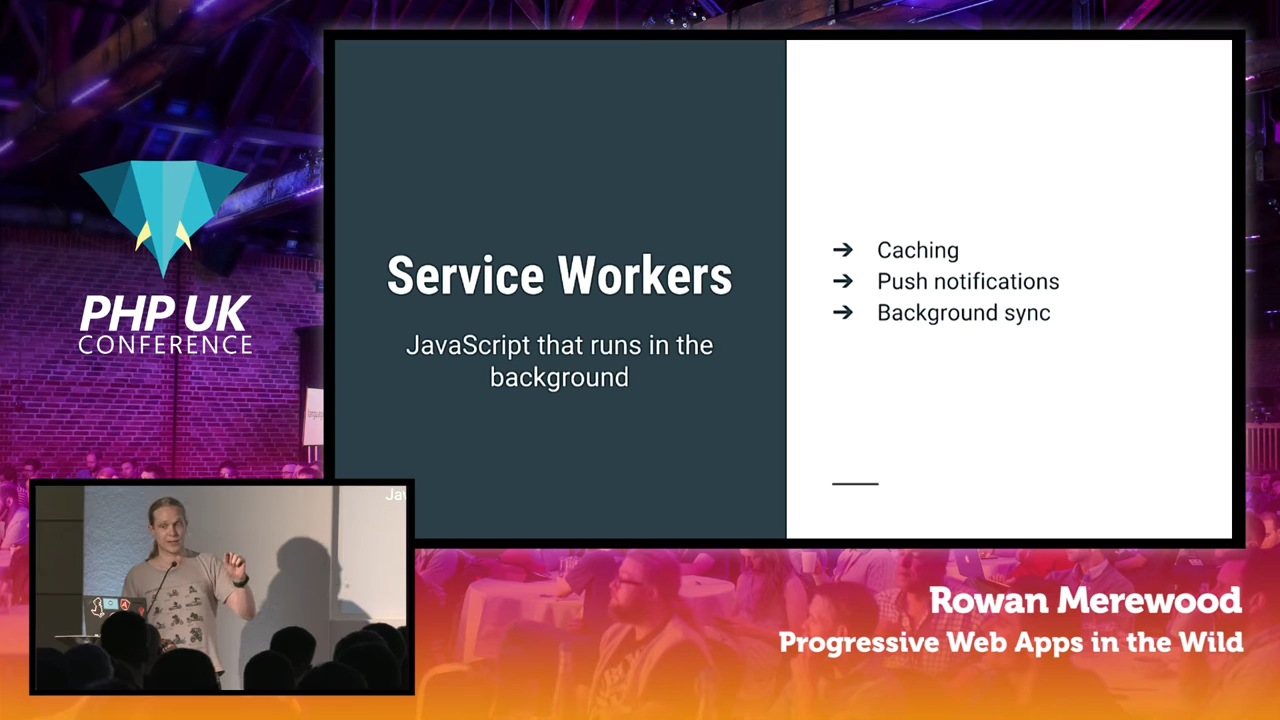 PHP UK
CONFERENCE
Service Workers
JavaScript that runs in the
background
➔ Caching
➔ Push notifications
➔ Background sync
Jav
Rowan Merewood
Progressive Web Apps in the Wild